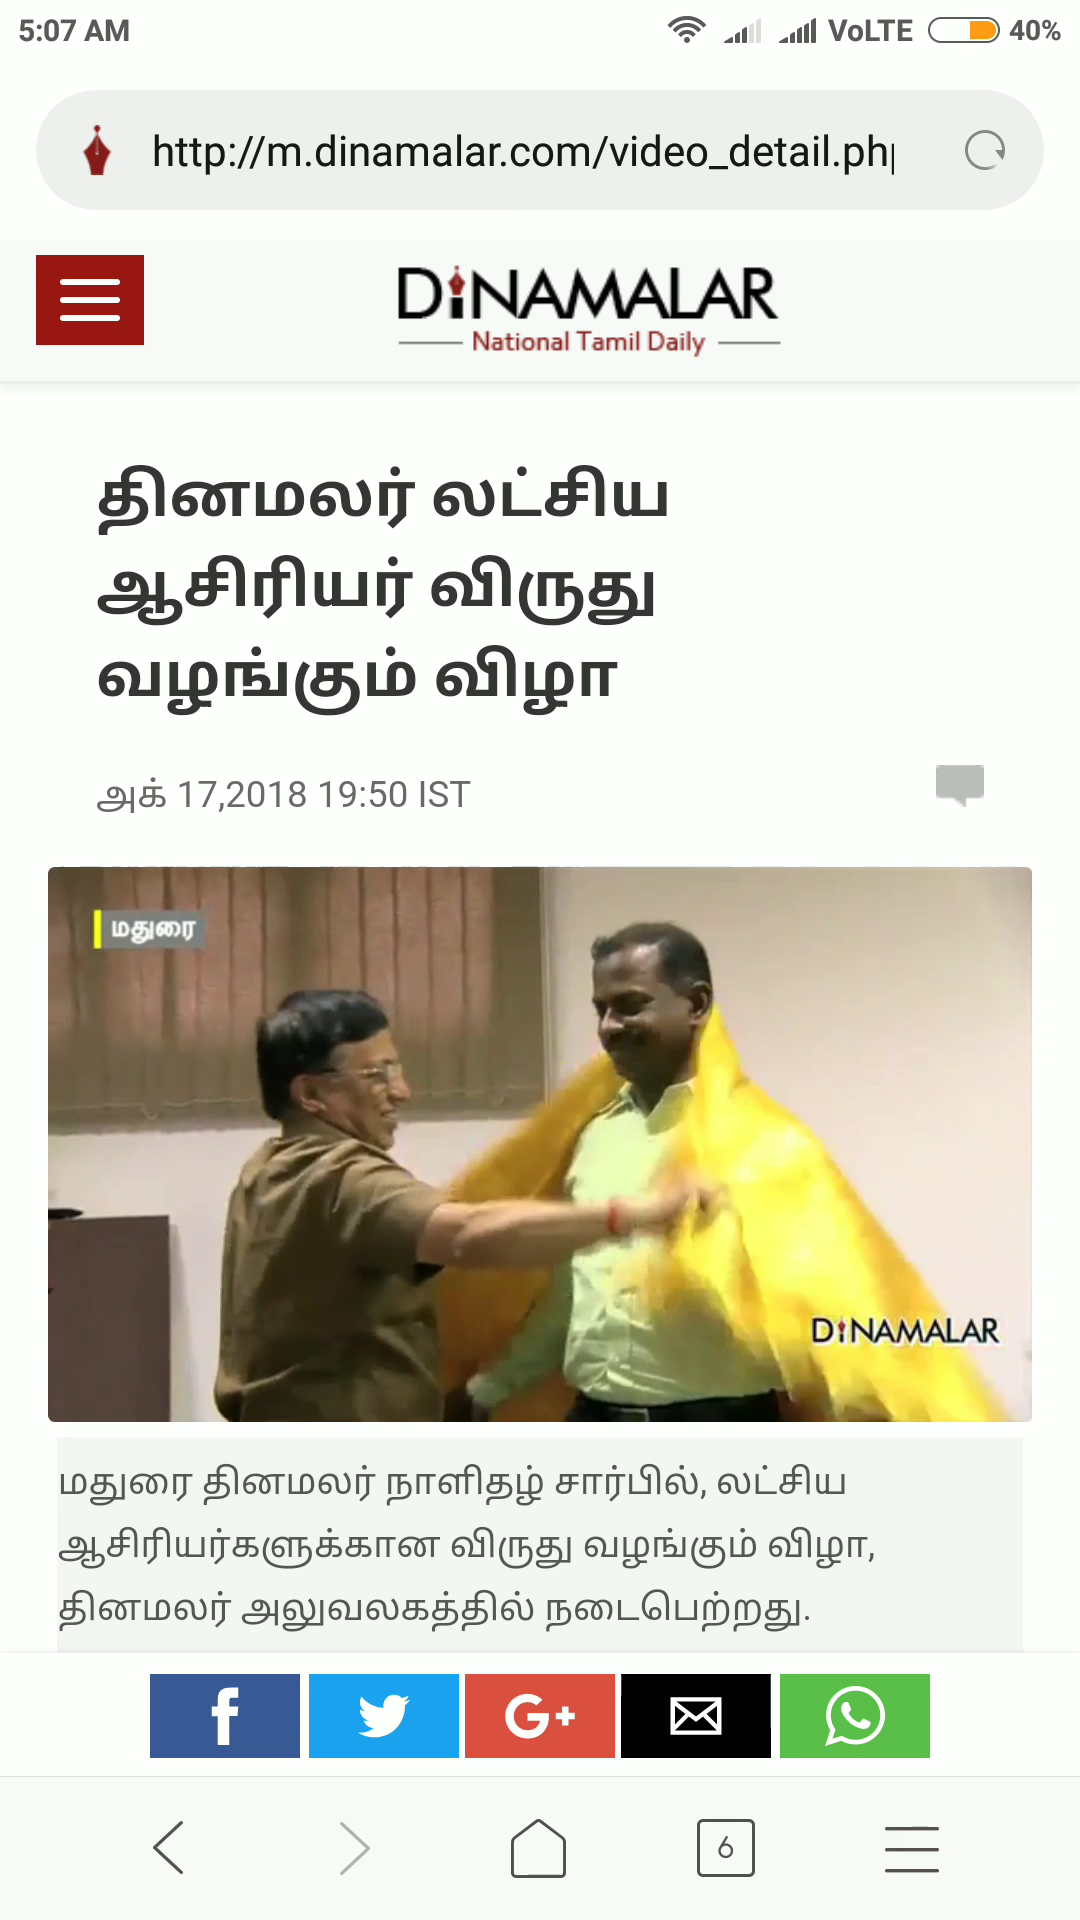 5:07 AM
VoLTE 40%
http://m.dinamalar.com/video_detail.php
DiNAMALAR
National Tamil Daily
தினமலர் லட்சிய
ஆசிரியர் விருது
வழங்கும் விழா
அக் 17,2018 19:50 IST
மதுரை
DiNAMALAR
மதுரை தினமலர் நாளிதழ் சார்பில், லட்சிய
ஆசிரியர்களுக்கான விருது வழங்கும் விழா,
தினமலர் அலுவலகத்தில் நடைபெற்றது.
f
G+
6